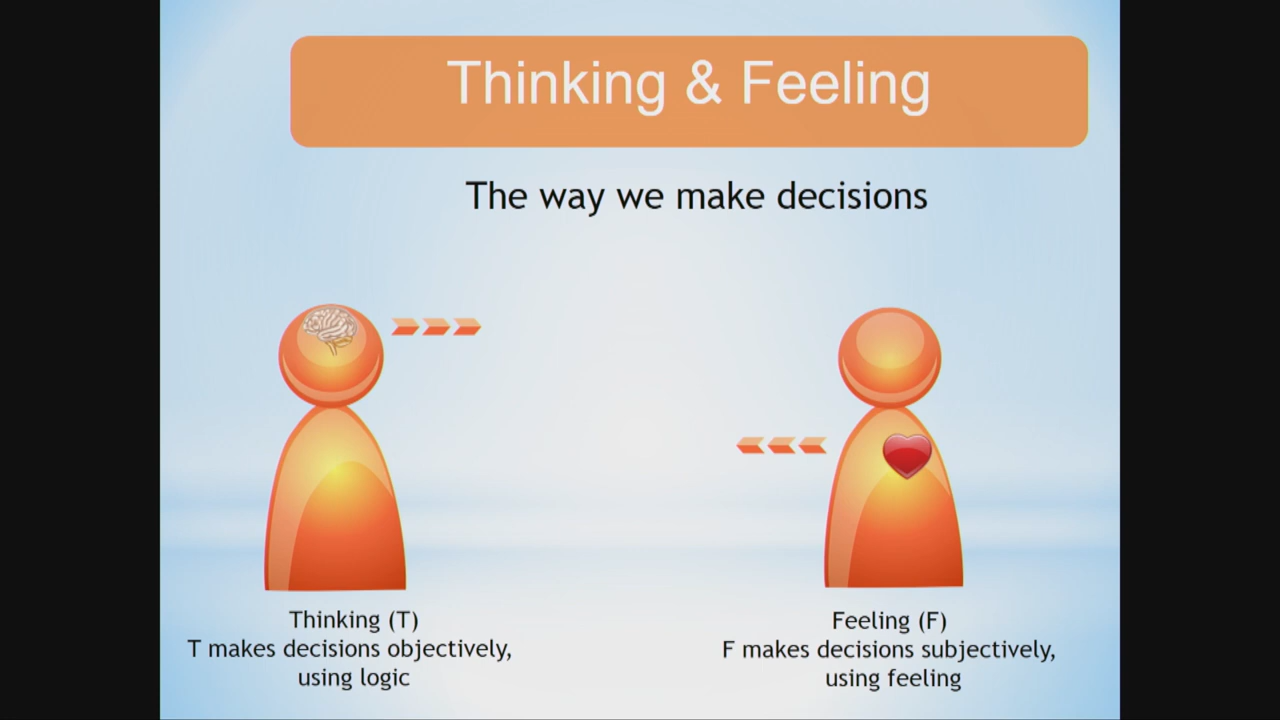 Thinking & Feeling
The way we make decisions
Thinking (T)
T makes decisions objectively,
using logic
Feeling (F)
F makes decisions subjectively,
using feeling